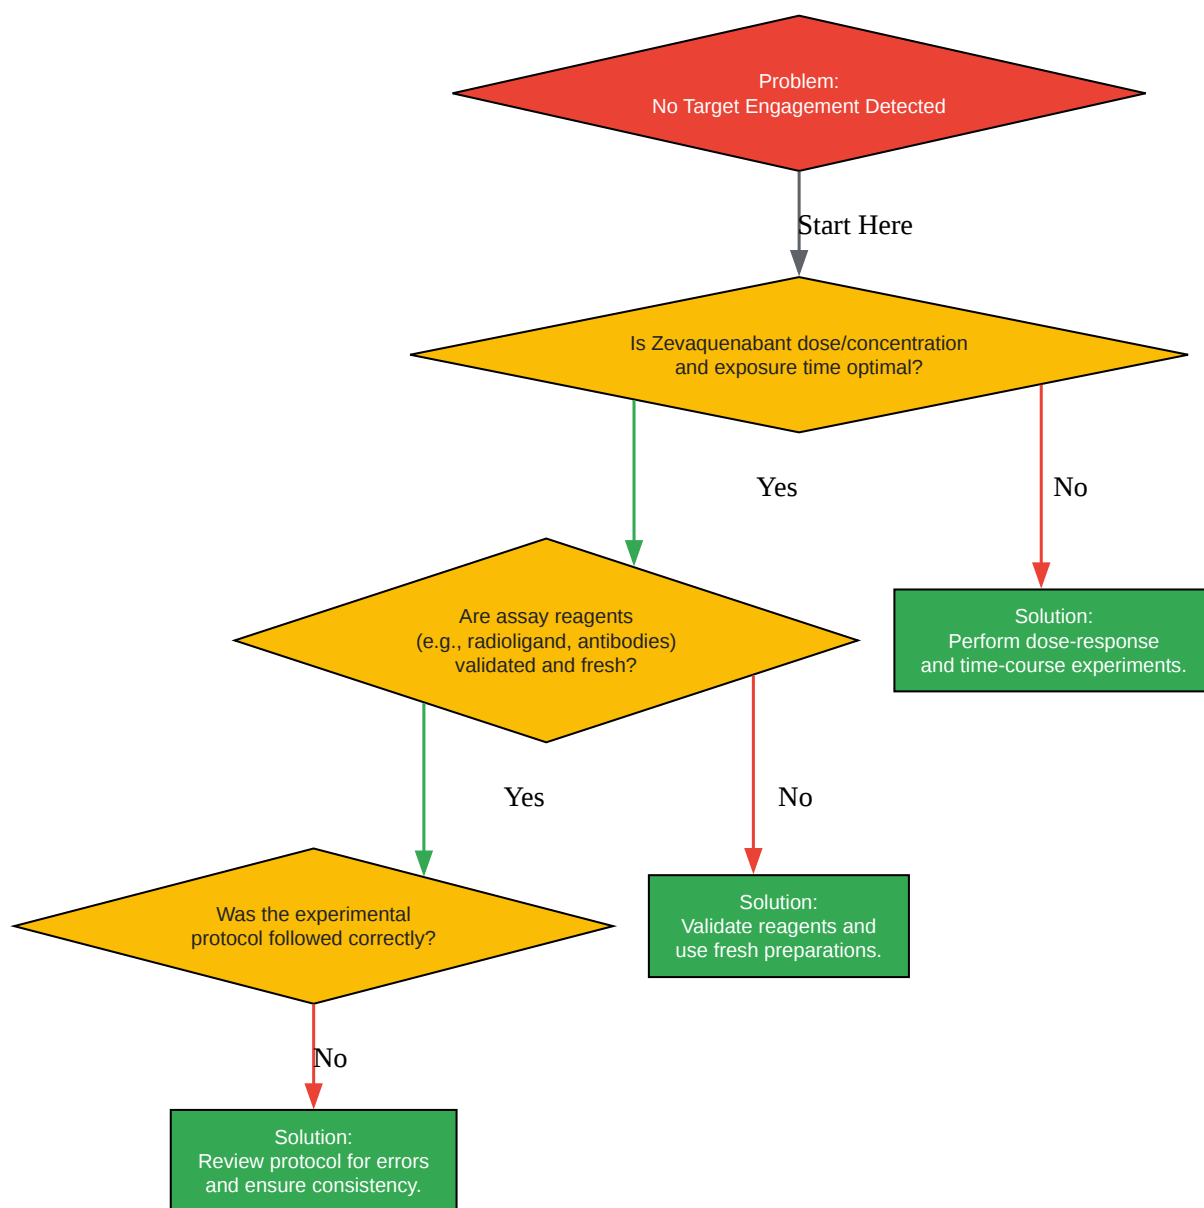 Problem:
No Target Engagement Detected
Start Here
Is Zevaquenabant dose/concentration
and exposure time optimal?
Yes
No
Are assay reagents
(e.g., radioligand, antibodies)
validated and fresh?
Solution:
Perform dose-response
and time-course experiments.
Yes
No
Was the experimental
protocol followed correctly?
Solution:
Validate reagents and
use fresh preparations.
No
Solution:
Review protocol for errors
and ensure consistency.